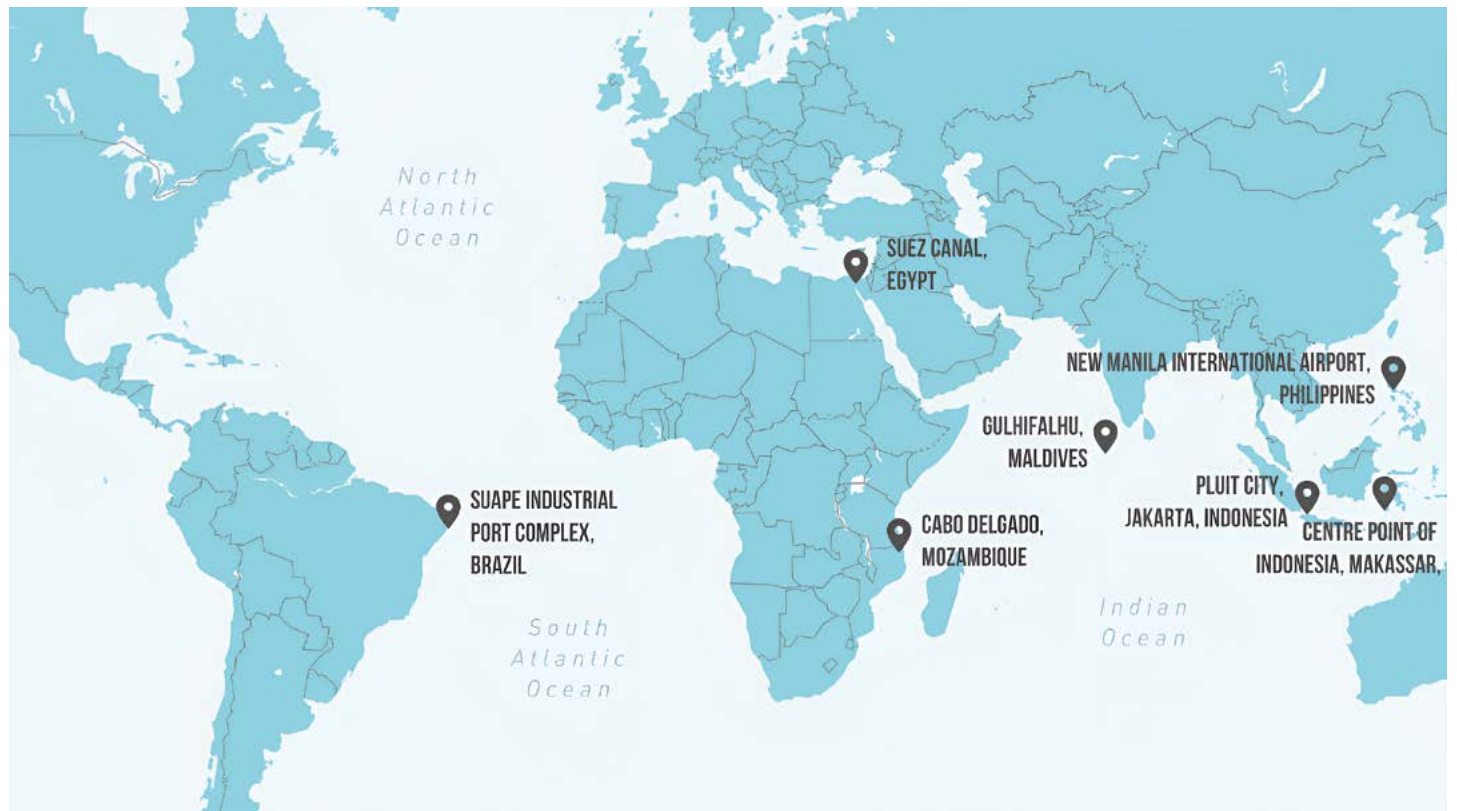 North
Atlantic
Ocean
SUEZ CANAL,
EGYPT
NEW MANILA INTERNATIONAL AIRPORT,
PHILIPPINES
GULHIFALHU,
MALDIVES
PLUIT CITY,
JAKARTA, INDONESIA
CENTRE POINT OF
INDONESIA, MAKASSAR,
SUAPE INDUSTRIAL
PORT COMPLEX,
BRAZIL
CABO DELGADO,
MOZAMBIQUE
South
Atlantic
Ocean
Indian
Ocean